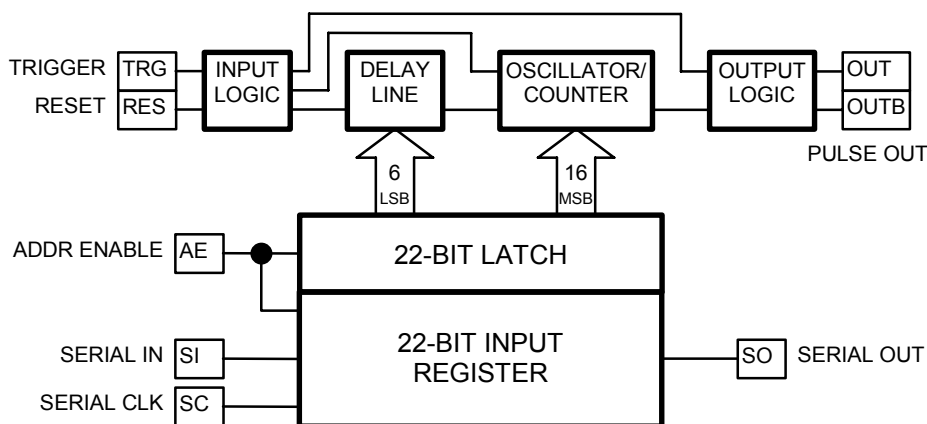 TRIGGER TRG INPUT LOGIC DELAY LINE OSCILLATOR/ COUNTER OUTPUT LOGIC OUT
RESET RES OUTB
PULSE OUT
6 LSB
16 MSB
ADDR ENABLE AE 22-BIT LATCH
SERIAL IN SI 22-BIT INPUT REGISTER SO SERIAL OUT
SERIAL CLK SC